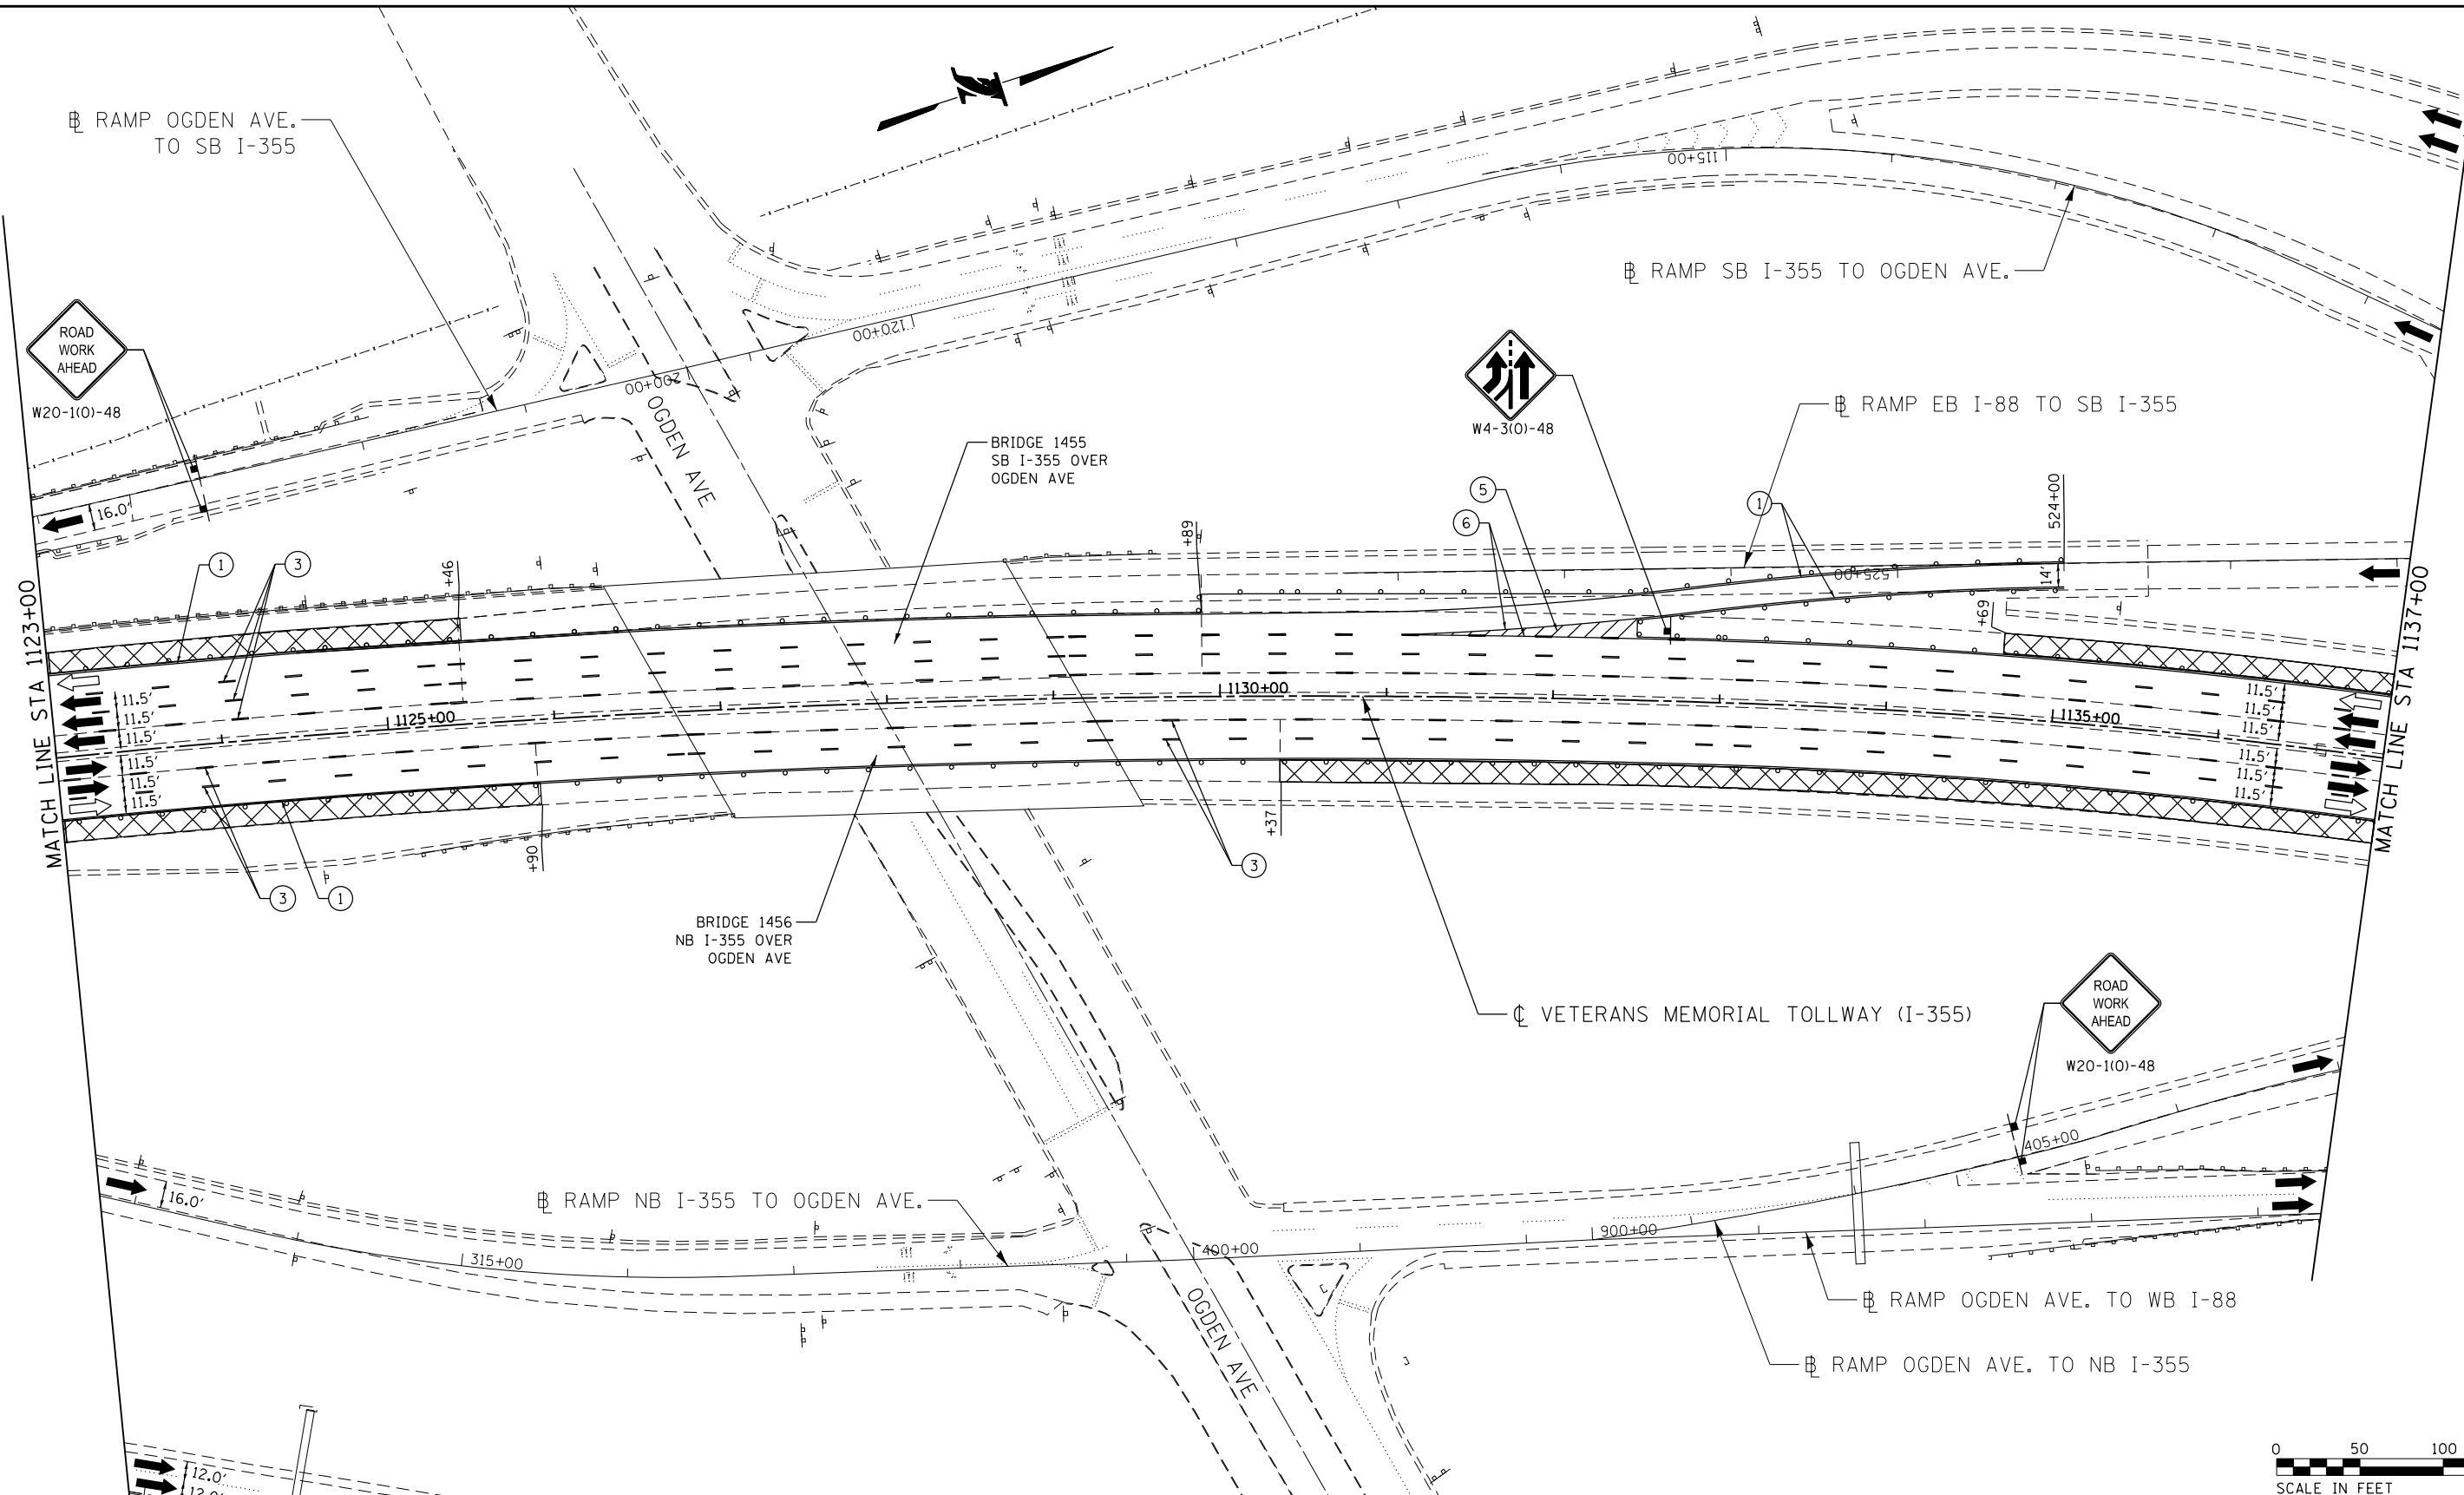 ℄ RAMP OGDEN AVE.
TO SB I-355
115+00
℄ RAMP SB I-355 TO OGDEN AVE.
ROAD
WORK
AHEAD
W20-1(O)-48
120+00
200+00
OGDEN AVE
W4-3(O)-48
℄ RAMP EB I-88 TO SB I-355
BRIDGE 1455
SB I-355 OVER
OGDEN AVE
16.0'
5
6
1
524+00
+89
1
3
+46
525+00
14'
+69
MATCH LINE STA 1123+00
MATCH LINE STA 1137+00
11.5'
11.5'
11.5'
11.5'
11.5'
11.5'
1125+00
1130+00
1135+00
11.5'
11.5'
11.5'
11.5'
11.5'
11.5'
+90
+37
3
3
1
BRIDGE 1456
NB I-355 OVER
OGDEN AVE
℄ VETERANS MEMORIAL TOLLWAY (I-355)
ROAD
WORK
AHEAD
W20-1(O)-48
405+00
16.0'
℄ RAMP NB I-355 TO OGDEN AVE.
315+00
400+00
900+00
OGDEN AVE
℄ RAMP OGDEN AVE. TO WB I-88
℄ RAMP OGDEN AVE. TO NB I-355
12.0'
12.0'
0 50 100
SCALE IN FEET